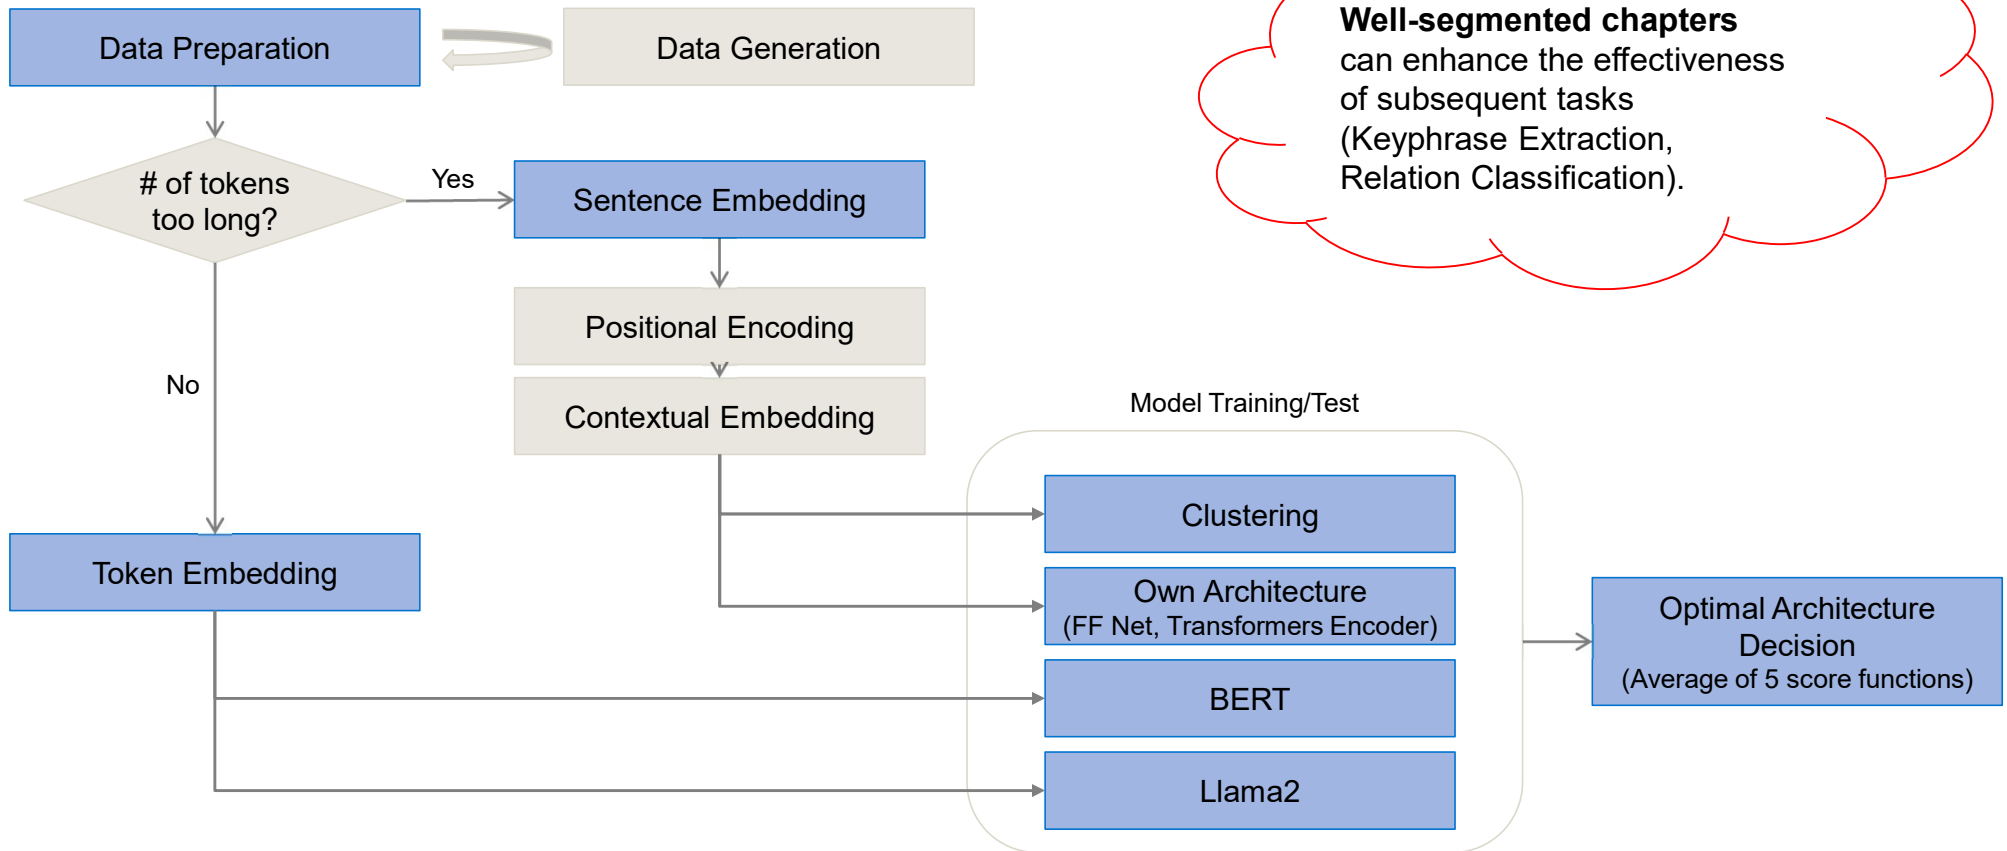 Data Preparation
Data Generation
Well-segmented chapters
can enhance the effectiveness
of subsequent tasks
(Keyphrase Extraction,
Relation Classification).
# of tokens
too long?
Yes
Sentence Embedding
Positional Encoding
No
Contextual Embedding
Model Training/Test
Clustering
Token Embedding
Own Architecture
(FF Net, Transformers Encoder)
Optimal Architecture
Decision
(Average of 5 score functions)
BERT
Llama2